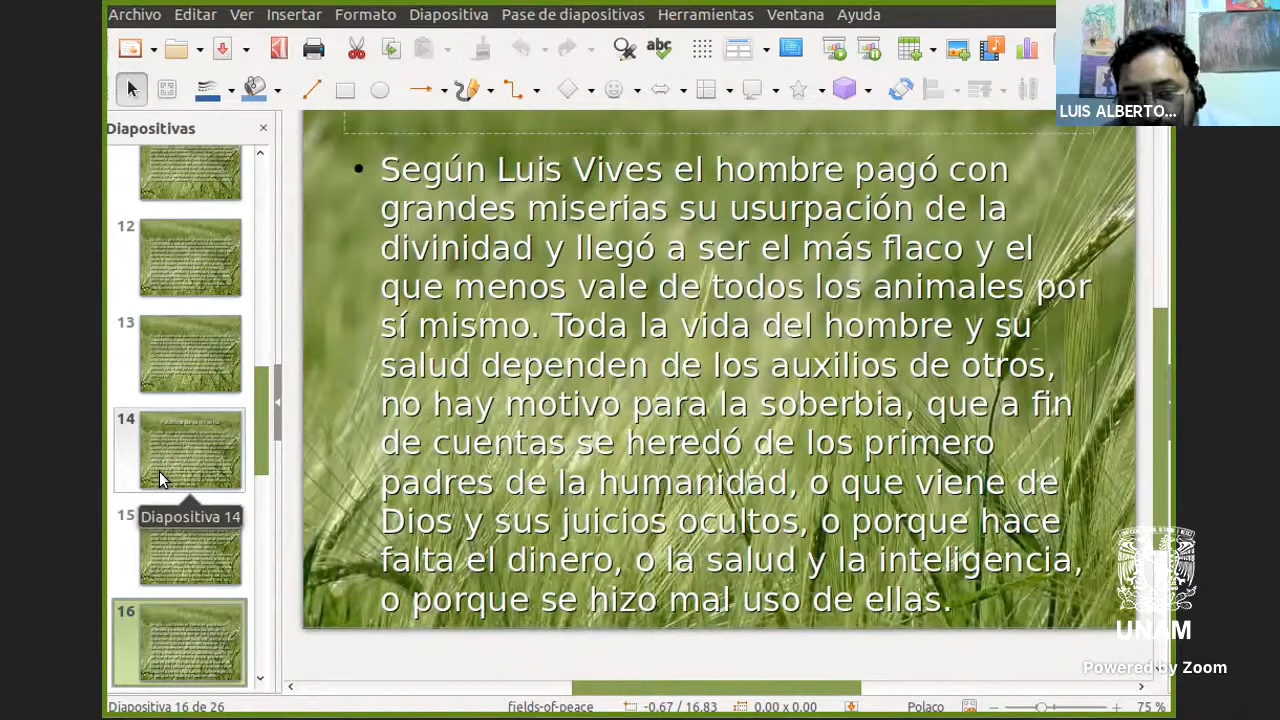 Archivo Editar Ver Insertar Formato Diapositiva Pase de diapositivas Herramientas Ventana Ayuda
abc
LUIS ALBERTO...
Diapositivas
12
13
14
Diapositiva 14
15
16
Según Luis Vives el hombre pagó con
grandes miserias su usurpación de la
divinidad y llegó a ser el más flaco y el
que menos vale de todos los animales por
sí mismo. Toda la vida del hombre y su
salud dependen de los auxilios de otros,
no hay motivo para la soberbia, que a fin
de cuentas se heredó de los primero
padres de la humanidad, o que viene de
Dios y sus juicios ocultos, o porque hace
falta el dinero, o la salud y la inteligencia,
o porque se hizo mal uso de ellas.
UNAM
Powered by Zoom
Diapositiva 16 de 26
fields-of-peace
-0.67 / 16.83
0.00 x 0.00
Polaco
75 %